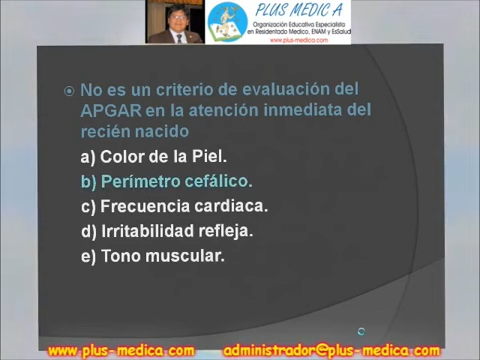 PLUS MEDIC A
Organización Educativa Especialista
en Residentado Medico, ENAM y EsSalud
www.plus-medica.com
No es un criterio de evaluación del
APGAR en la atención inmediata del
recién nacido
a) Color de la Piel.
b) Perímetro cefálico.
c) Frecuencia cardiaca.
d) Irritabilidad refleja.
e) Tono muscular.
www.plus-medica.com administrador@plus-medica.com